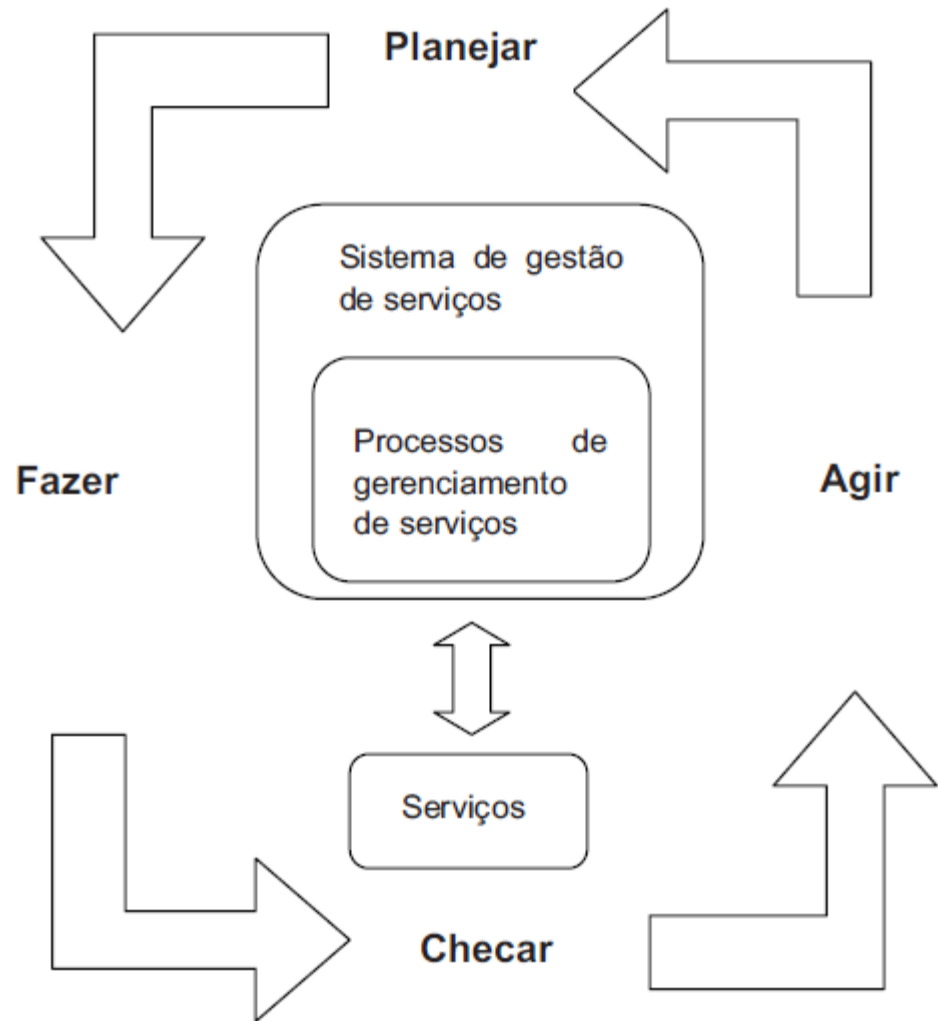 Planejar
Sistema de gestão
de serviços
Processos de
gerenciamento
de serviços
Fazer
Agir
Serviços
Checar